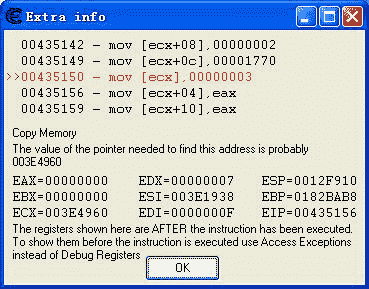 Extra info
00435142 - mov [ecx+08],00000002
00435149 - mov [ecx+0c],00001770
>>00435150 - mov [ecx],00000003
00435156 - mov [ecx+04],eax
00435159 - mov [ecx+10],eax
Copy Memory
The value of the pointer needed to find this address is probably
003E4960
EAX=00000000 EDX=00000007 ESP=0012F910
EBX=00000000 ESI=003E1938 EBP=0182BAB8
ECX=003E4960 EDI=0000000F EIP=00435156
The registers shown here are AFTER the instruction has been executed.
To show them before the instruction is executed use Access Exceptions
instead of Debug Registers
OK